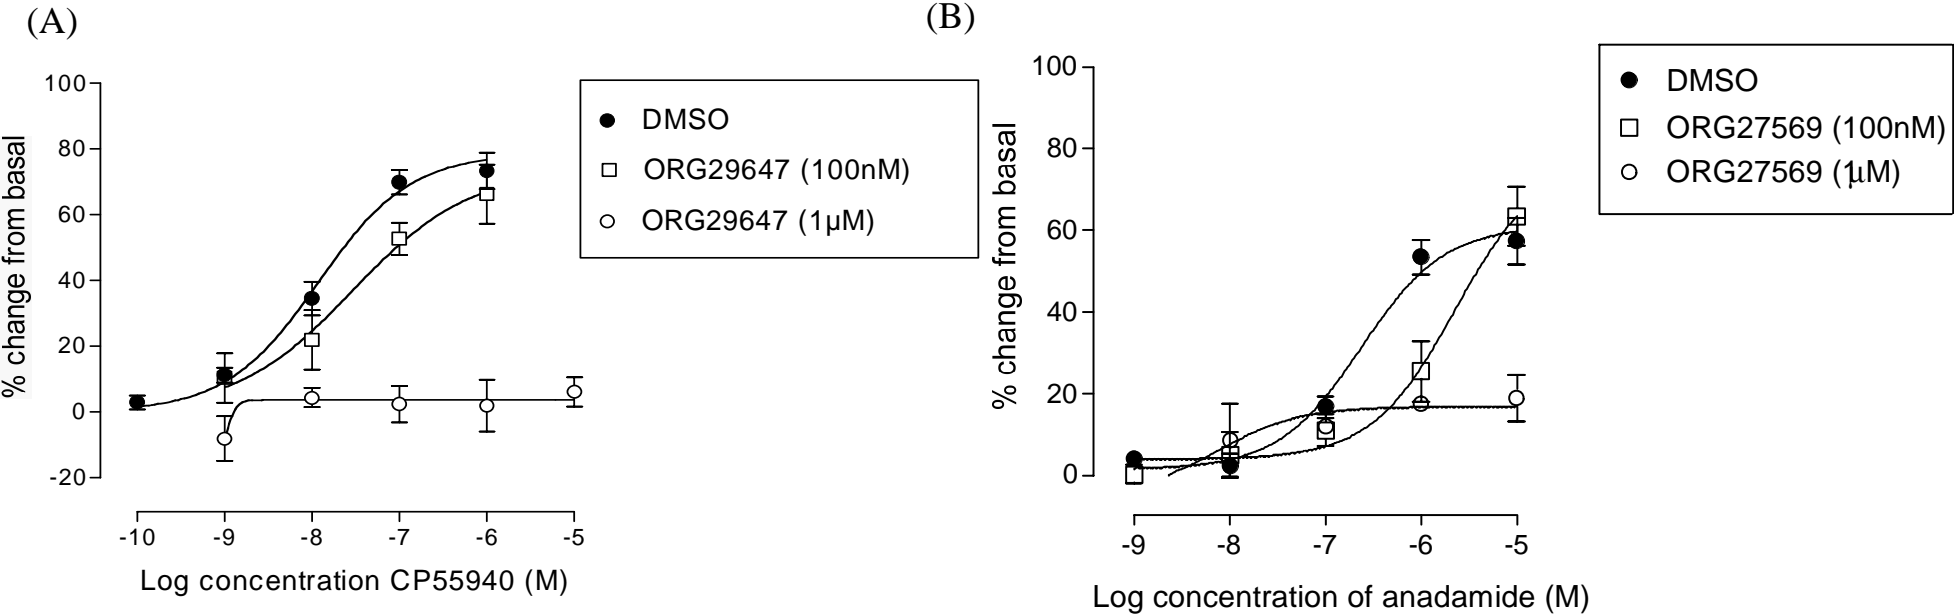 (A)
100
80
60
40
20
0
-20
% change from basal
-10 -9 -8 -7 -6 -5
Log concentration CP55940 (M)
DMSO
ORG29647 (100nM)
ORG29647 (1µM)
(B)
100
80
60
40
20
0
% change from basal
-9 -8 -7 -6 -5
Log concentration of anadamide (M)
DMSO
ORG27569 (100nM)
ORG27569 (1µM)